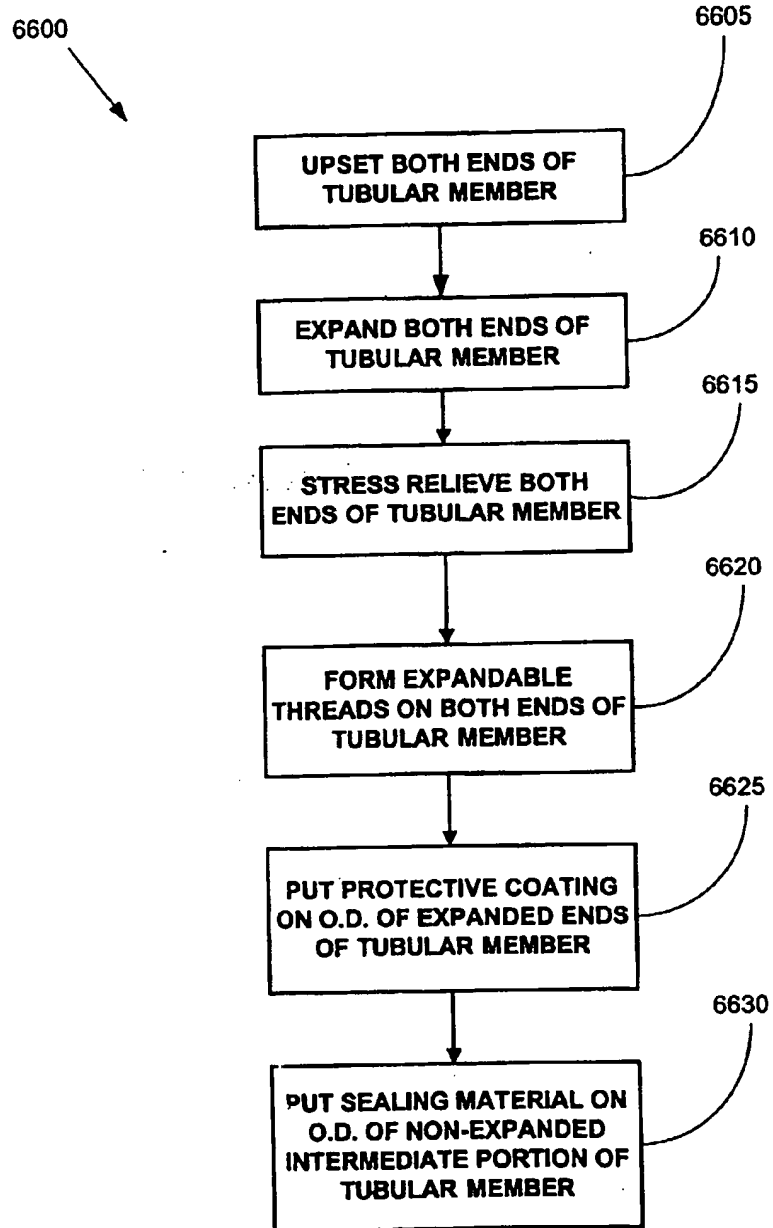 6600
6605
UPSET BOTH ENDS OF
TUBULAR MEMBER
6610
EXPAND BOTH ENDS OF
TUBULAR MEMBER
6615
STRESS RELIEVE BOTH
ENDS OF TUBULAR MEMBER
6620
FORM EXPANDABLE
THREADS ON BOTH ENDS OF
TUBULAR MEMBER
6625
PUT PROTECTIVE COATING
ON O.D. OF EXPANDED ENDS
OF TUBULAR MEMBER
6630
PUT SEALING MATERIAL ON
O.D. OF NON-EXPANDED
INTERMEDIATE PORTION OF
TUBULAR MEMBER